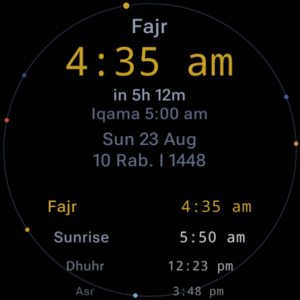 Fajr
4:35 am
in 5h 12m
Iqama 5:00 am
Sun 23 Aug
10 Rab. I 1448
Fajr 4:35 am
Sunrise 5:50 am
Dhuhr 12:23 pm
Asr 3:48 pm